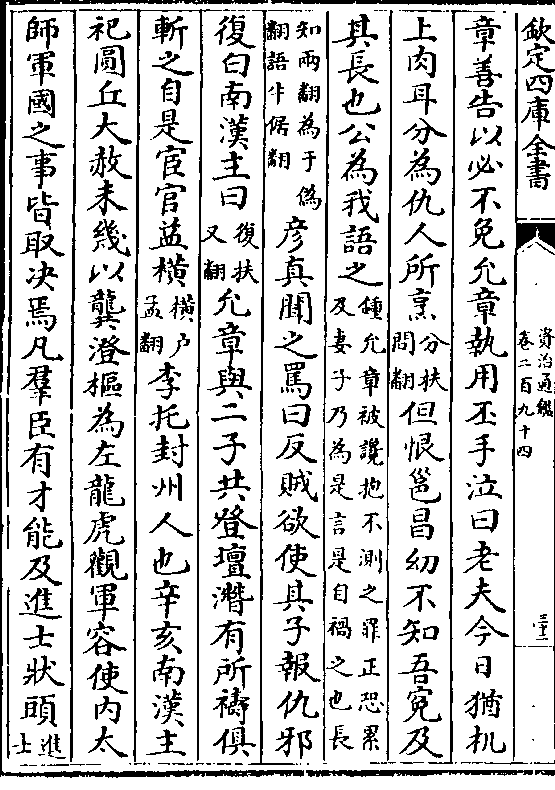 欽定四庫全書
資治通鑑
卷二百九十四
三十二
章善告以必不免允章執用丕手泣曰老夫今日猶机
上肉耳分為仇人所烹分扶問翻但恨邕昌幼不知吾寃及
其長也公為我語之鍾允章被讒抱不測之罪正恐累及妻子乃為是言是自禍之也長
知兩翻為于偽翻語牛倨翻彦真聞之罵曰反賊欲使其子報仇邪
復白南漢主曰復扶又翻允章與二子共登壇濳有所禱俱
斬之自是宦官益橫橫户孟翻李托封州人也辛亥南漢主
祀圓丘大赦未幾以龔澄樞為左龍虎觀軍容使内太
師軍國之事皆取决焉凡羣臣有才能及進士狀頭進士